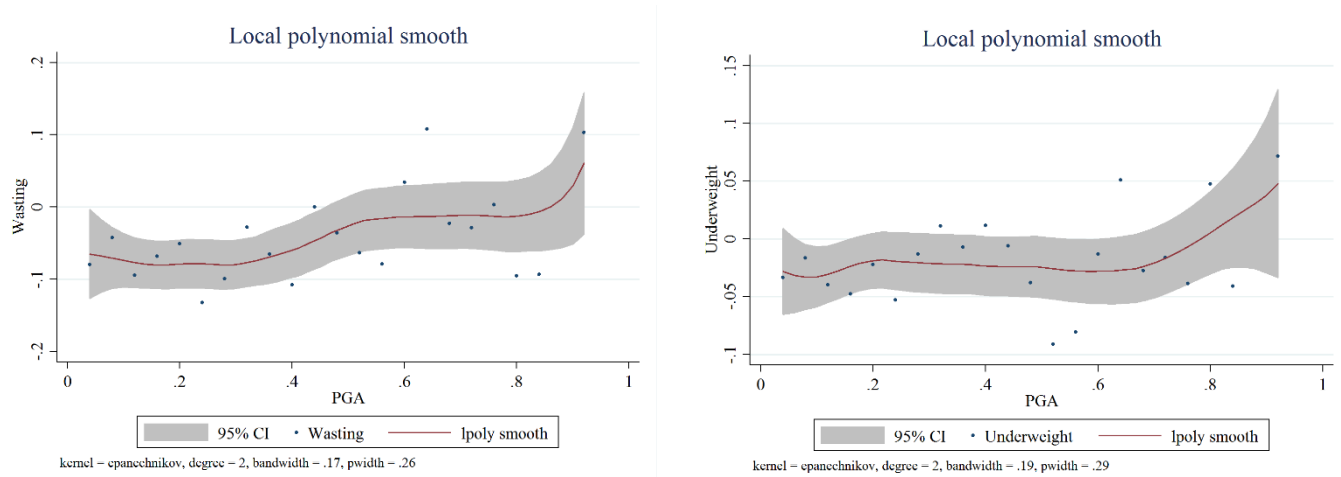 Local polynomial smooth
.2
.1
0
-.1
-.2
Wasting
0 .2 .4 .6 .8 1
PGA
95% CI Wasting lpoly smooth
kernel = epanechnikov, degree = 2, bandwidth = .17, pwidth = .26
Local polynomial smooth
.15
.1
.05
0
-.05
-.1
Underweight
0 .2 .4 .6 .8 1
PGA
95% CI Underweight lpoly smooth
kernel = epanechnikov, degree = 2, bandwidth = .19, pwidth = .29